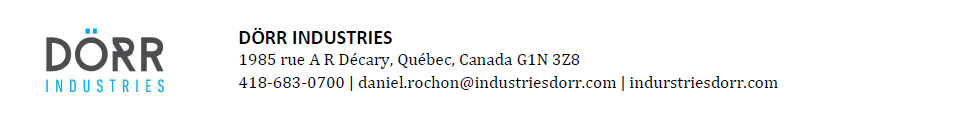 DÖRR
INDUSTRIES
DÖRR INDUSTRIES
1985 rue A R Décary, Québec, Canada G1N 3Z8
418-683-0700 | daniel.rochon@industriesdorr.com | indurstriesdorr.com